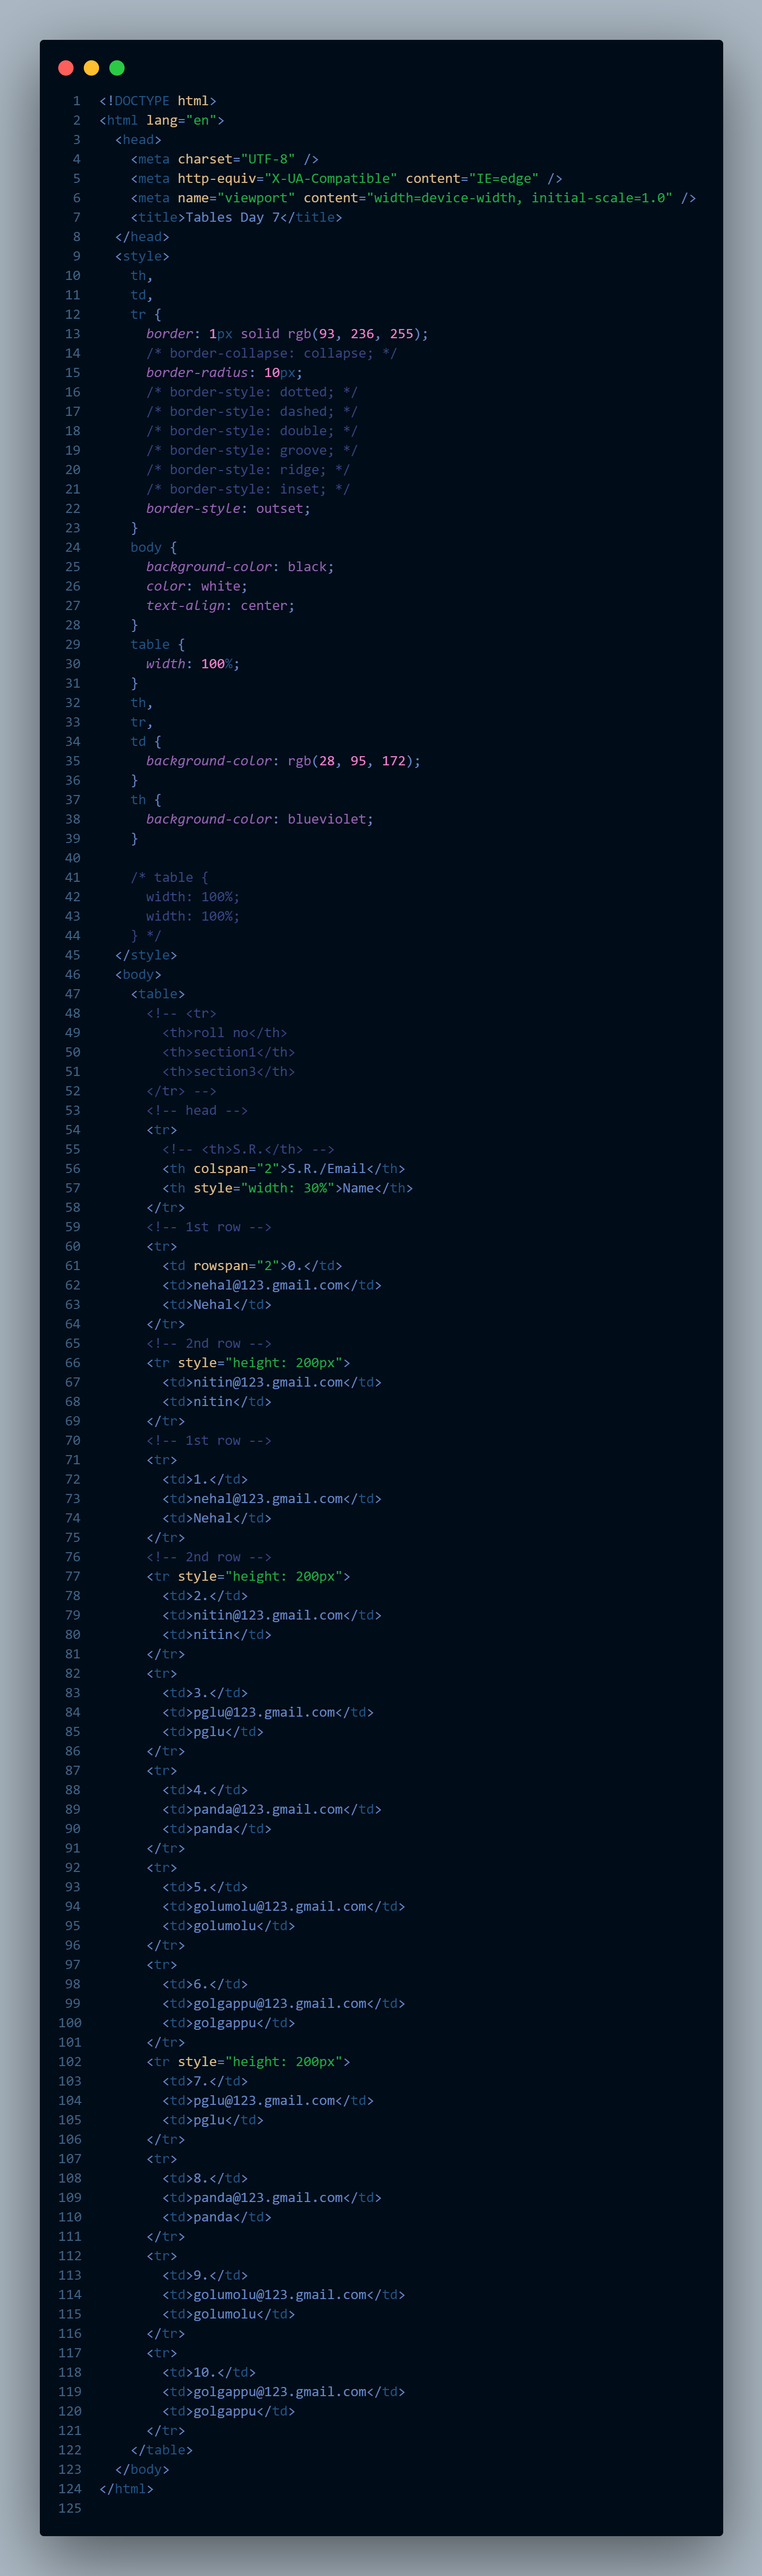 1 <!DOCTYPE html>
2 <html lang="en">
3   <head>
4     <meta charset="UTF-8" />
5     <meta http-equiv="X-UA-Compatible" content="IE=edge" />
6     <meta name="viewport" content="width=device-width, initial-scale=1.0" />
7     <title>Tables Day 7</title>
8   </head>
9   <style>
10     th,
11     td,
12     tr {
13       border: 1px solid rgb(93, 236, 255);
14       /* border-collapse: collapse; */
15       border-radius: 10px;
16       /* border-style: dotted; */
17       /* border-style: dashed; */
18       /* border-style: double; */
19       /* border-style: groove; */
20       /* border-style: ridge; */
21       /* border-style: inset; */
22       border-style: outset;
23     }
24     body {
25       background-color: black;
26       color: white;
27       text-align: center;
28     }
29     table {
30       width: 100%;
31     }
32     th,
33     tr,
34     td {
35       background-color: rgb(28, 95, 172);
36     }
37     th {
38       background-color: blueviolet;
39     }
40
41     /* table {
42       width: 100%;
43       width: 100%;
44     } */
45   </style>
46   <body>
47     <table>
48       <!-- <tr>
49         <th>roll no</th>
50         <th>section1</th>
51         <th>section3</th>
52       </tr> -->
53       <!-- head -->
54       <tr>
55         <!-- <th>S.R.</th> -->
56         <th colspan="2">S.R./Email</th>
57         <th style="width: 30%">Name</th>
58       </tr>
59       <!-- 1st row -->
60       <tr>
61         <td rowspan="2">0.</td>
62         <td>nehal@123.gmail.com</td>
63         <td>Nehal</td>
64       </tr>
65       <!-- 2nd row -->
66       <tr style="height: 200px">
67         <td>nitin@123.gmail.com</td>
68         <td>nitin</td>
69       </tr>
70       <!-- 1st row -->
71       <tr>
72         <td>1.</td>
73         <td>nehal@123.gmail.com</td>
74         <td>Nehal</td>
75       </tr>
76       <!-- 2nd row -->
77       <tr style="height: 200px">
78         <td>2.</td>
79         <td>nitin@123.gmail.com</td>
80         <td>nitin</td>
81       </tr>
82       <tr>
83         <td>3.</td>
84         <td>pglu@123.gmail.com</td>
85         <td>pglu</td>
86       </tr>
87       <tr>
88         <td>4.</td>
89         <td>panda@123.gmail.com</td>
90         <td>panda</td>
91       </tr>
92       <tr>
93         <td>5.</td>
94         <td>golumolu@123.gmail.com</td>
95         <td>golumolu</td>
96       </tr>
97       <tr>
98         <td>6.</td>
99         <td>golgappu@123.gmail.com</td>
100         <td>golgappu</td>
101       </tr>
102       <tr style="height: 200px">
103         <td>7.</td>
104         <td>pglu@123.gmail.com</td>
105         <td>pglu</td>
106       </tr>
107       <tr>
108         <td>8.</td>
109         <td>panda@123.gmail.com</td>
110         <td>panda</td>
111       </tr>
112       <tr>
113         <td>9.</td>
114         <td>golumolu@123.gmail.com</td>
115         <td>golumolu</td>
116       </tr>
117       <tr>
118         <td>10.</td>
119         <td>golgappu@123.gmail.com</td>
120         <td>golgappu</td>
121       </tr>
122     </table>
123   </body>
124 </html>
125